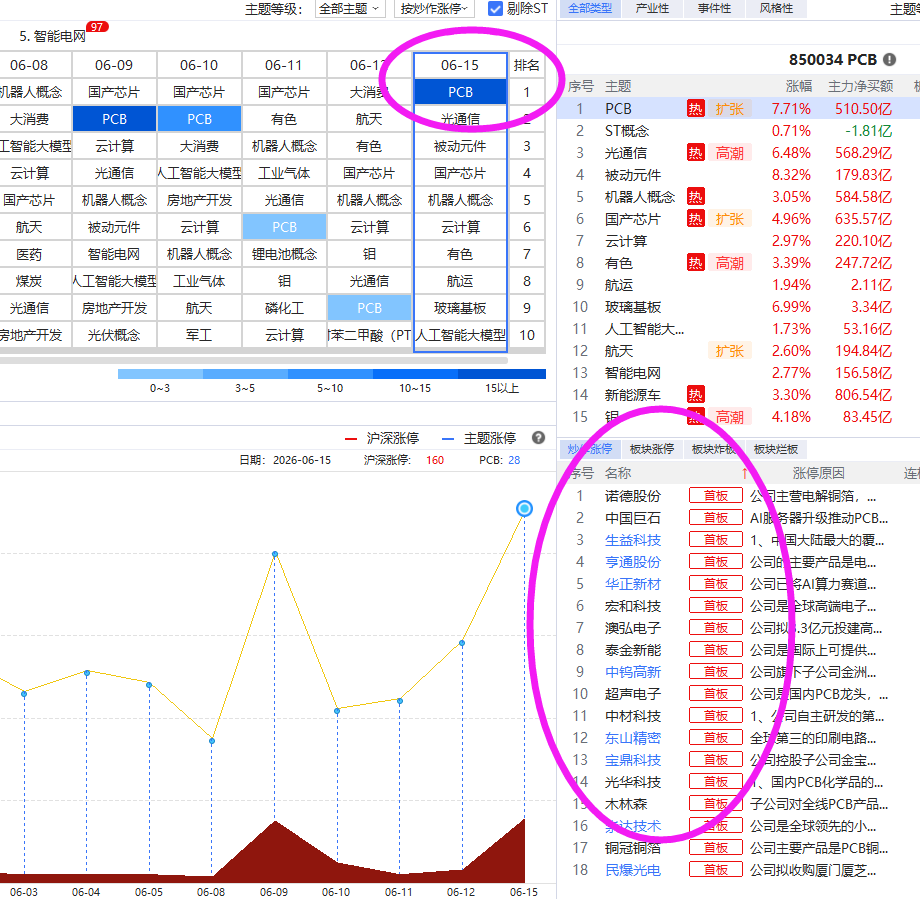 主题等级： 全部主题 按炒作涨停 剔除ST
5. 智能电网 97
06-08 06-09 06-10 06-11 06-12 06-15 排名
机器人概念 国产芯片 国产芯片 国产芯片 大消费 PCB 1
大消费 PCB PCB 有色 航天 光通信 2
工智能大模型 云计算 大消费 机器人概念 有色 被动元件 3
云计算 光通信 人工智能大模型 工业气体 国产芯片 国产芯片 4
国产芯片 机器人概念 房地产开发 光通信 机器人概念 机器人概念 5
航天 被动元件 云计算 PCB 云计算 云计算 6
医药 智能电网 机器人概念 锂电池概念 钼 有色 7
煤炭 人工智能大模型 工业气体 钼 光通信 航运 8
光通信 房地产开发 航天 磷化工 PCB 玻璃基板 9
房地产开发 光伏概念 军工 云计算 对苯二甲酸（PT 人工智能大模型 10
0~3 3~5 5~10 10~15 15以上
沪深涨停 主题涨停 ?
日期： 2026-06-15 沪深涨停： 160 PCB: 28
06-03 06-04 06-05 06-08 06-09 06-10 06-11 06-12 06-15
全部类型 产业性 事件性 风格性 主题等
850034 PCB
序号 主题 涨幅 主力净买额
1 PCB 热 扩张 7.71% 510.50亿
2 ST概念 0.71% -1.81亿
3 光通信 热 高潮 6.48% 568.29亿
4 被动元件 8.32% 179.83亿
5 机器人概念 热 3.05% 584.58亿
6 国产芯片 热 扩张 4.96% 635.57亿
7 云计算 2.97% 220.10亿
8 有色 热 高潮 3.39% 247.72亿
9 航运 1.94% 2.11亿
10 玻璃基板 6.99% 3.34亿
11 人工智能大... 1.73% 53.16亿
12 航天 扩张 2.60% 194.84亿
13 智能电网 2.77% 156.58亿
14 新能源车 热 3.30% 806.54亿
15 钼 热 高潮 4.18% 83.45亿
炒作涨停 板块涨停 板块炸板 板块烂板
序号 名称 ↑ 涨停原因 连板
1 诺德股份 首板 公司主营电解铜箔，...
2 中国巨石 首板 AI服务器升级推动PCB...
3 生益科技 首板 1、中国大陆最大的覆...
4 亨通股份 首板 公司的主要产品是电...
5 华正新材 首板 公司已将AI算力赛道...
6 宏和科技 首板 公司是全球高端电子...
7 澳弘电子 首板 公司拟8.3亿元投建高...
8 泰金新能 首板 公司是国际上可提供...
9 中钨高新 首板 公司旗下子公司金洲...
10 超声电子 首板 公司是国内PCB龙头，...
11 中材科技 首板 1、公司自主研发的第...
12 东山精密 首板 全球第三的印刷电路...
13 宝鼎科技 首板 公司控股子公司金宝...
14 光华科技 首板 1、国内PCB化学品的...
15 木林森 首板 子公司对全线PCB产品...
16 崇达技术 首板 公司是全球领先的小...
17 铜冠铜箔 首板 公司主要产品是PCB铜...
18 民爆光电 首板 公司拟收购厦门厦芝...